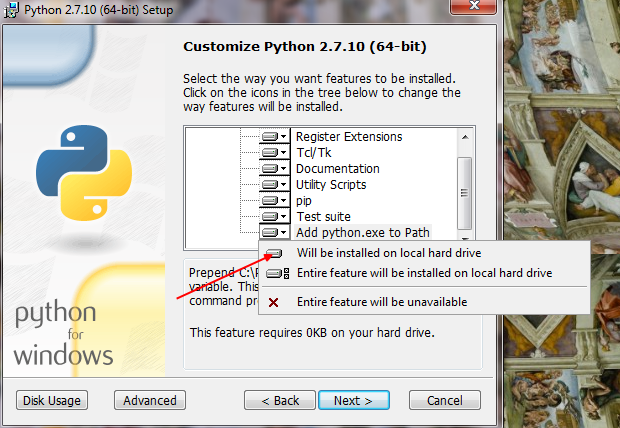 Python 2.7.10 (64-bit) Setup
Customize Python 2.7.10 (64-bit)
Select the way you want features to be installed.
Click on the icons in the tree below to change the
way features will be installed.
Register Extensions
Tcl/Tk
Documentation
Utility Scripts
pip
Test suite
Add python.exe to Path
Will be installed on local hard drive
Entire feature will be installed on local hard drive
Entire feature will be unavailable
Prepend C:\
variable. This
command
This feature requires 0KB on your hard drive.
python
for
windows
Disk Usage
Advanced
< Back
Next >
Cancel